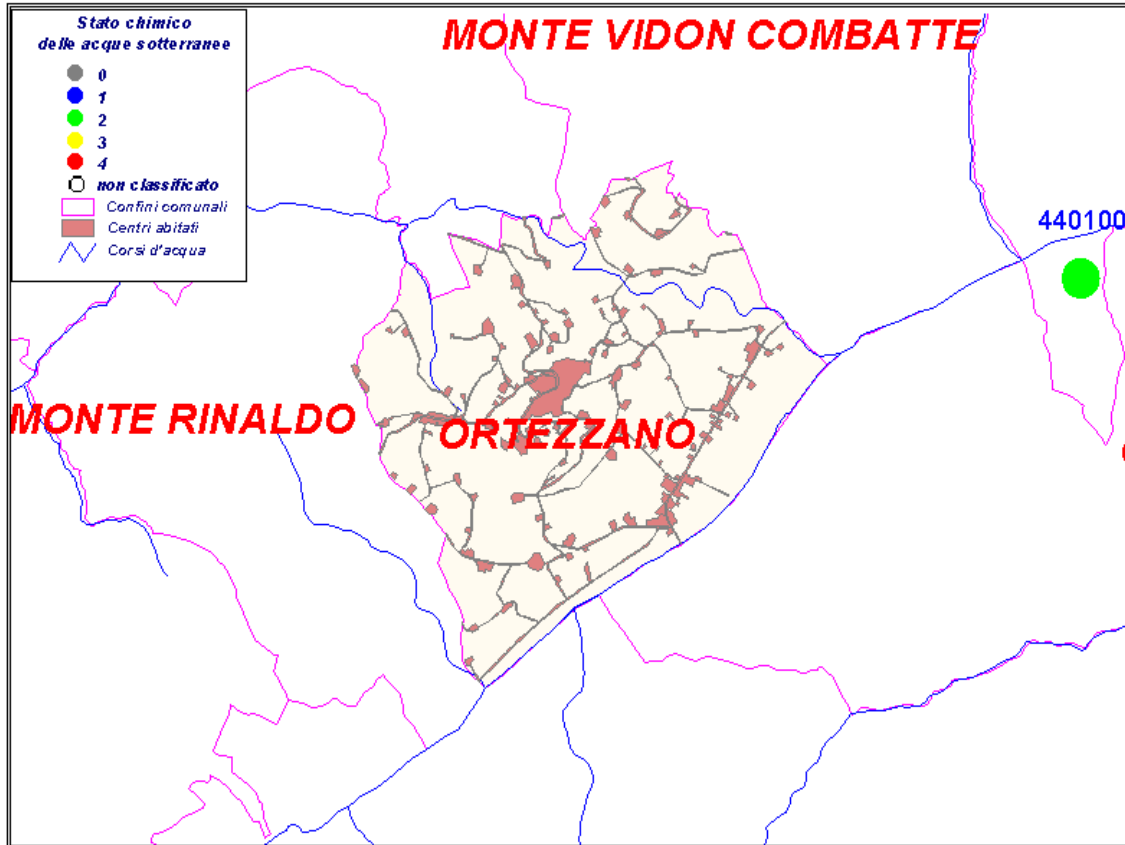 Stato chimico
delle acque sotterranee
0
1
2
3
4
non classificato
Confini comunali
Centri abitati
Corsi d'acqua
MONTE VIDON COMBATTE
440100
MONTE RINALDO
ORTEZZANO